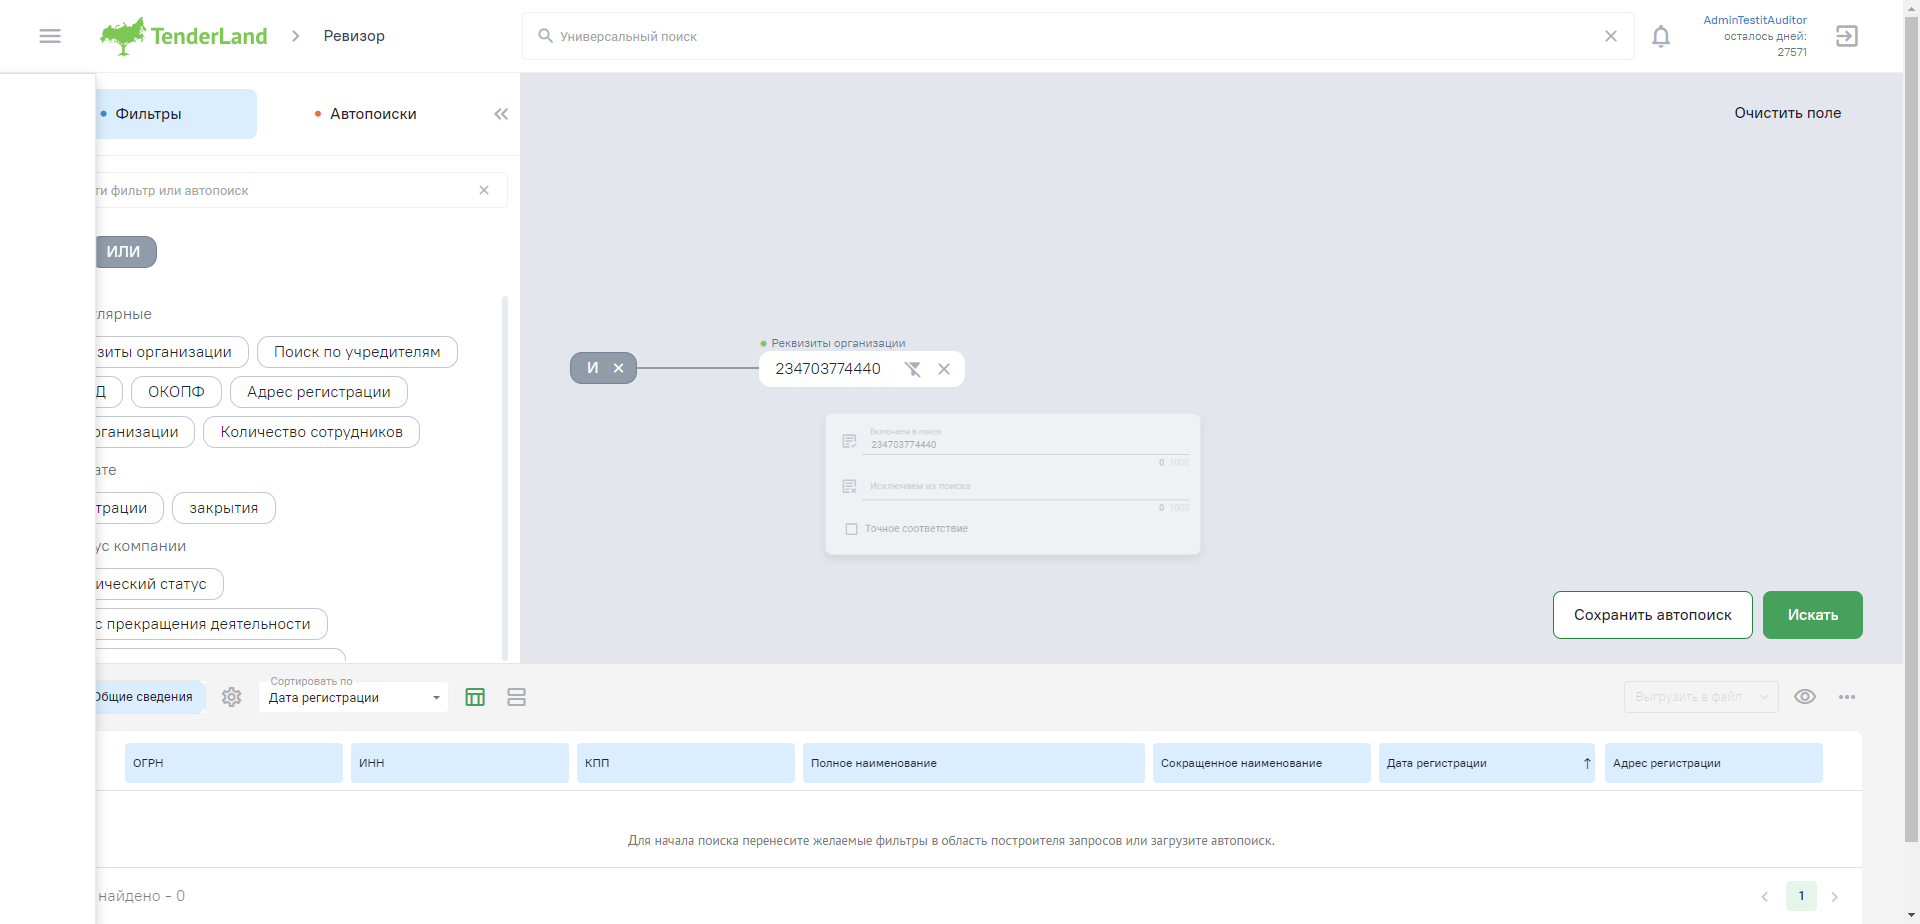 TenderLand
Ревизор
Универсальный поиск
AdminTestitAuditor
осталось дней:
27571
Фильтры
Автопоиски
Очистить поле
ти фильтр или автопоиск
ИЛИ
улярные
зиты организации
Поиск по учредителям
Д
ОКОПФ
Адрес регистрации
рганизации
Количество сотрудников
ате
трации
закрытия
ус компании
ический статус
с прекращения деятельности
И
Реквизиты организации
234703774440
Включаем в поиск
234703774440
0 1000
Исключаем из поиска
0 1000
Точное соответствие
Сохранить автопоиск
Искать
Общие сведения
Сортировать по
Дата регистрации
Выгрузить в файл
ОГРН
ИНН
КПП
Полное наименование
Сокращенное наименование
Дата регистрации
Адрес регистрации
Для начала поиска перенесите желаемые фильтры в область построителя запросов или загрузите автопоиск.
найдено - 0
1